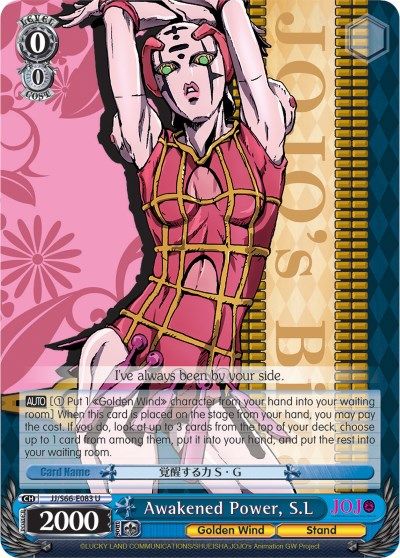 LEVEL
0
0
COST
JOJO's Bi
I've always been by your side.
AUTO [(1) Put 1 «Golden Wind» character from your hand into your waiting
room] When this card is placed on the stage from your hand, you may pay
the cost. If you do, look at up to 3 cards from the top of your deck, choose
up to 1 card from among them, put it into your hand, and put the rest into
your waiting room.
Card Name 覚醒する力 S・G
CH JJ/S66-E083 U
Awakened Power, S.L
JOJO
POWER
2000
SOUL
Golden Wind Stand
©LUCKY LAND COMMUNICATIONS/SHUEISHA,JOJO's Animation GW Project